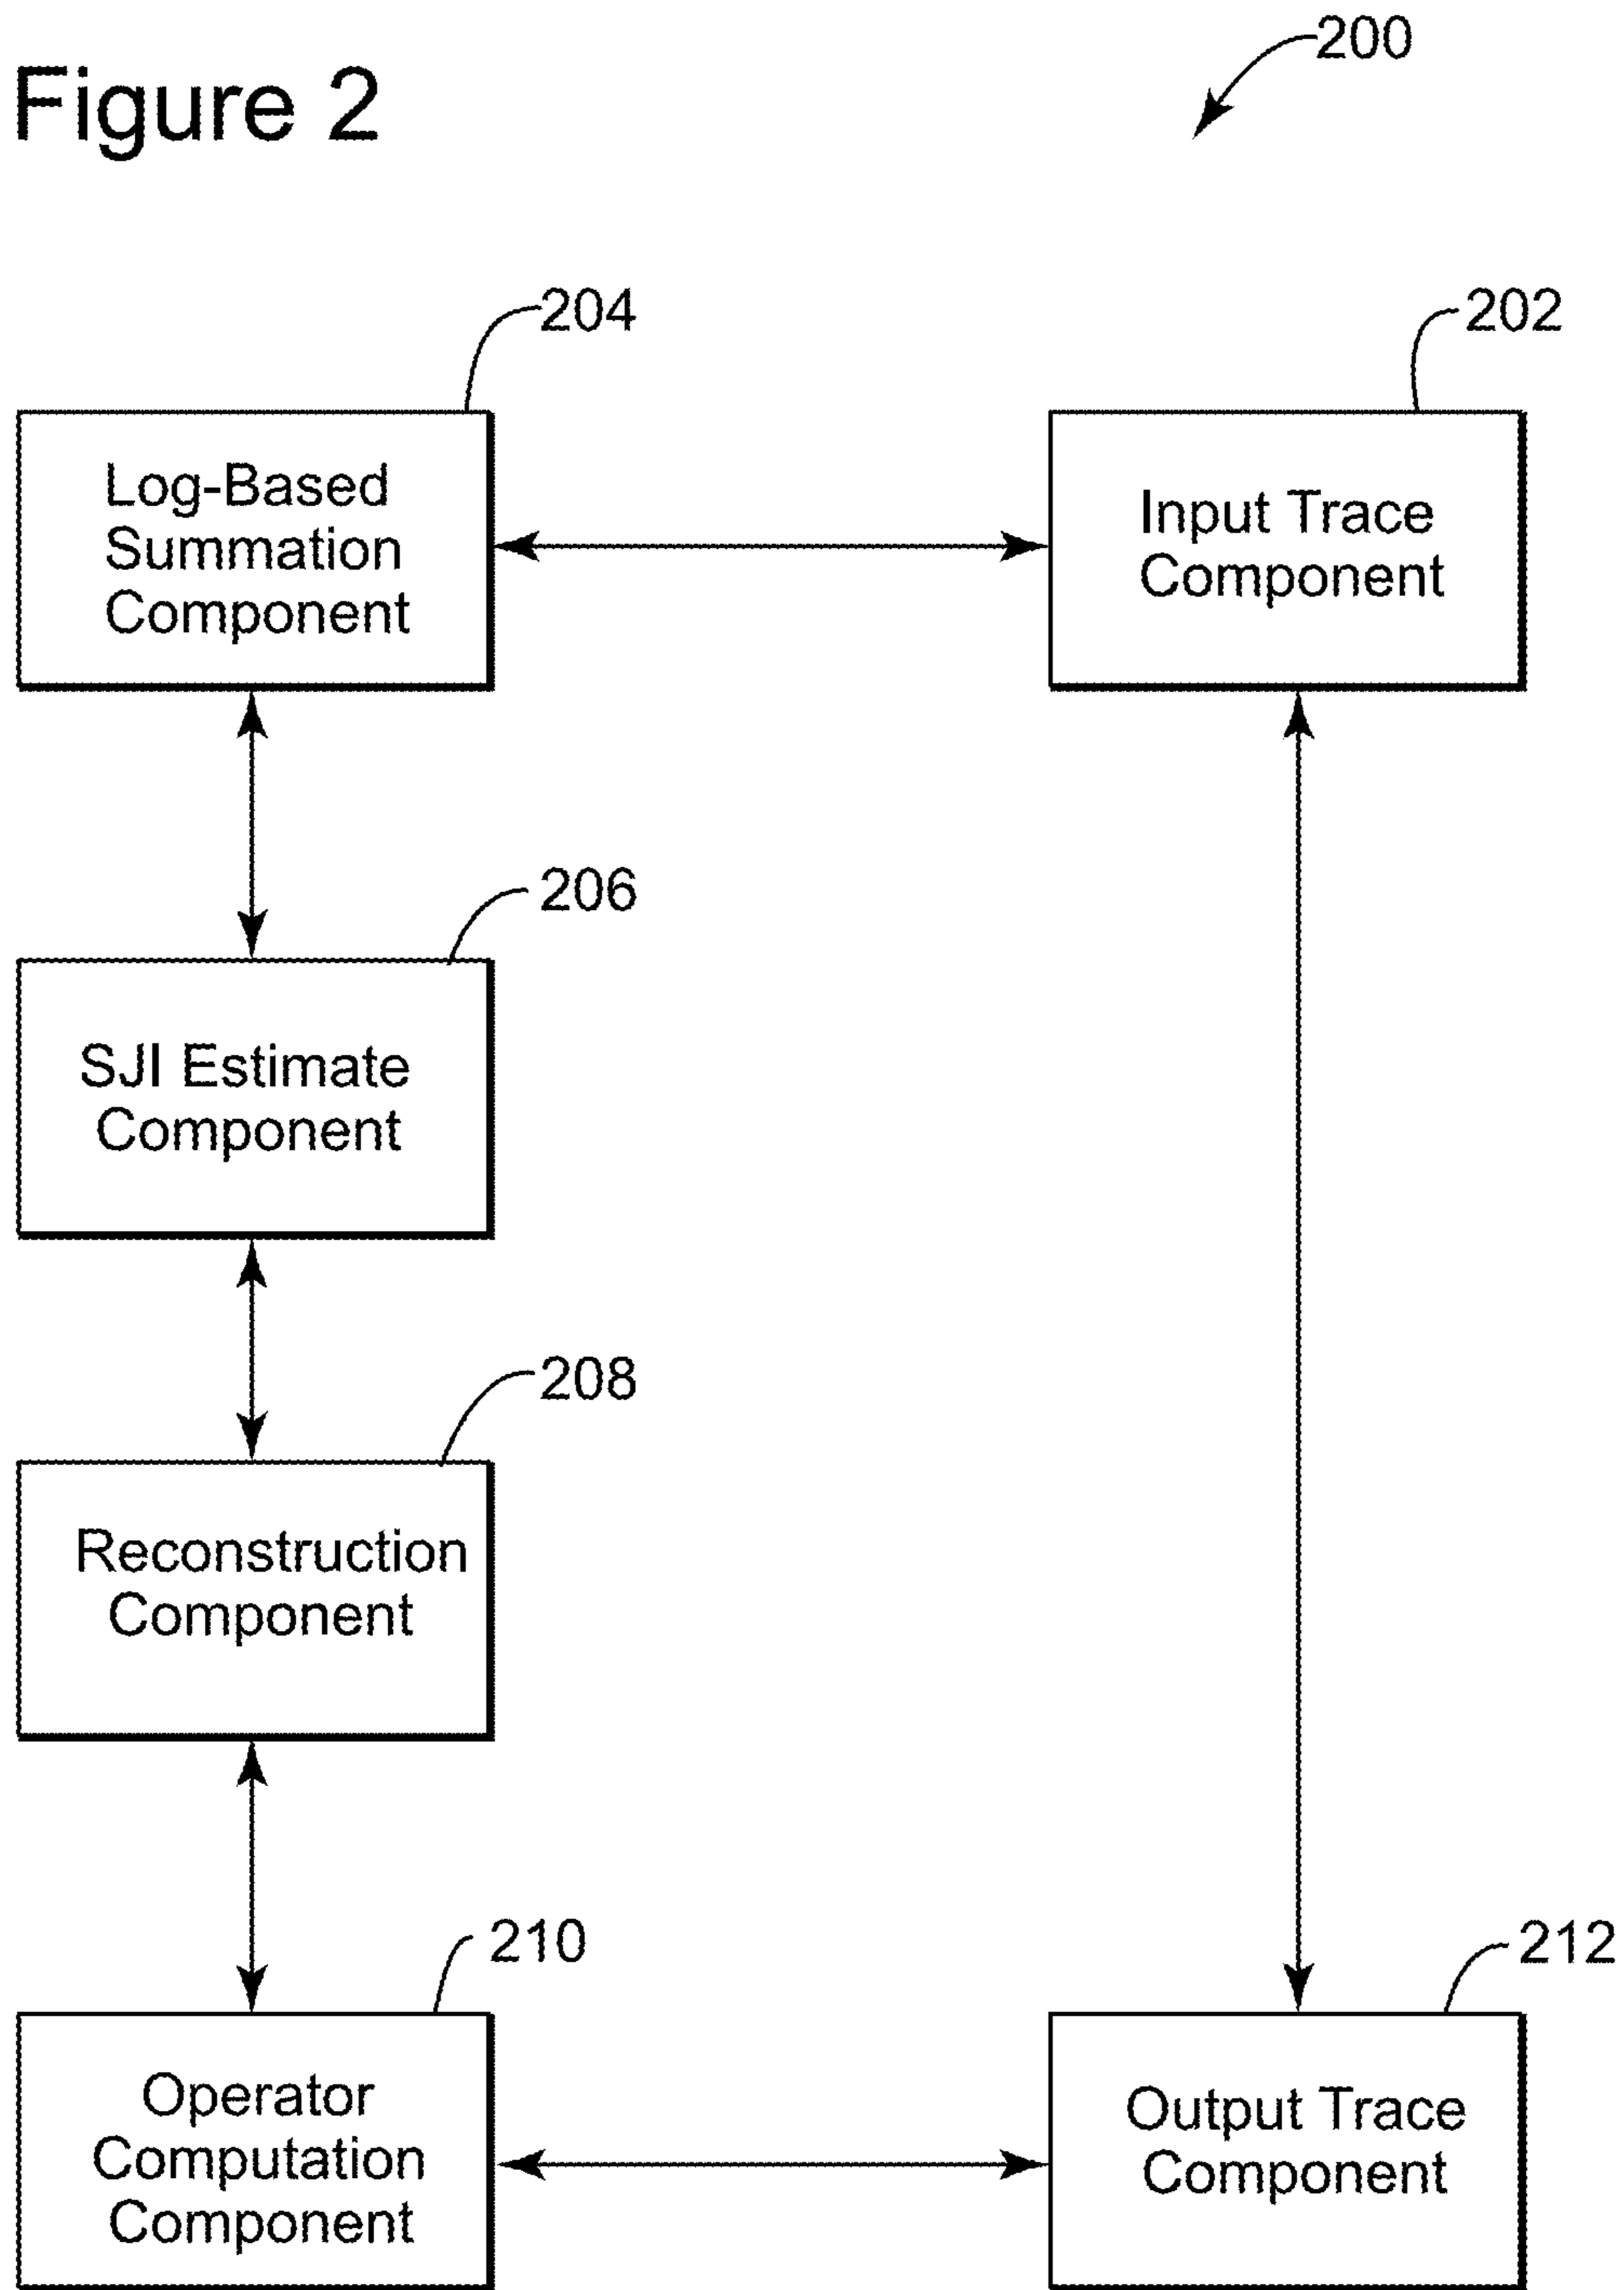 Figure 2
200
204
202
Log-Based
Summation
Component
Input Trace
Component
206
SJI Estimate
Component
208
Reconstruction
Component
210
212
Operator
Computation
Component
Output Trace
Component